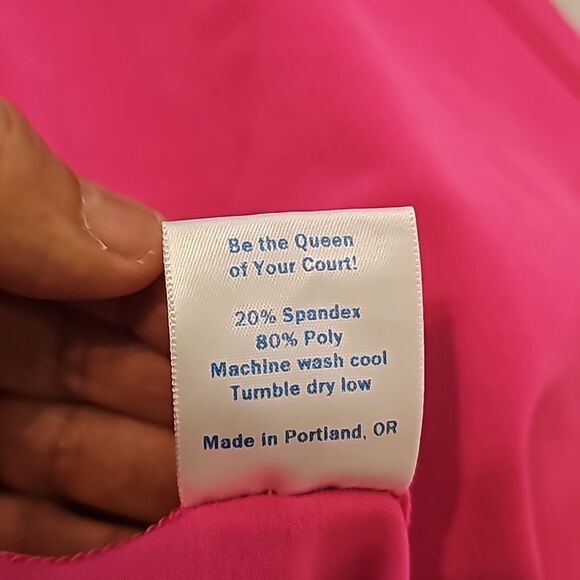 Be the Queen
of Your Court!
20% Spandex
80% Poly
Machine wash cool
Tumble dry low
Made in Portland, OR